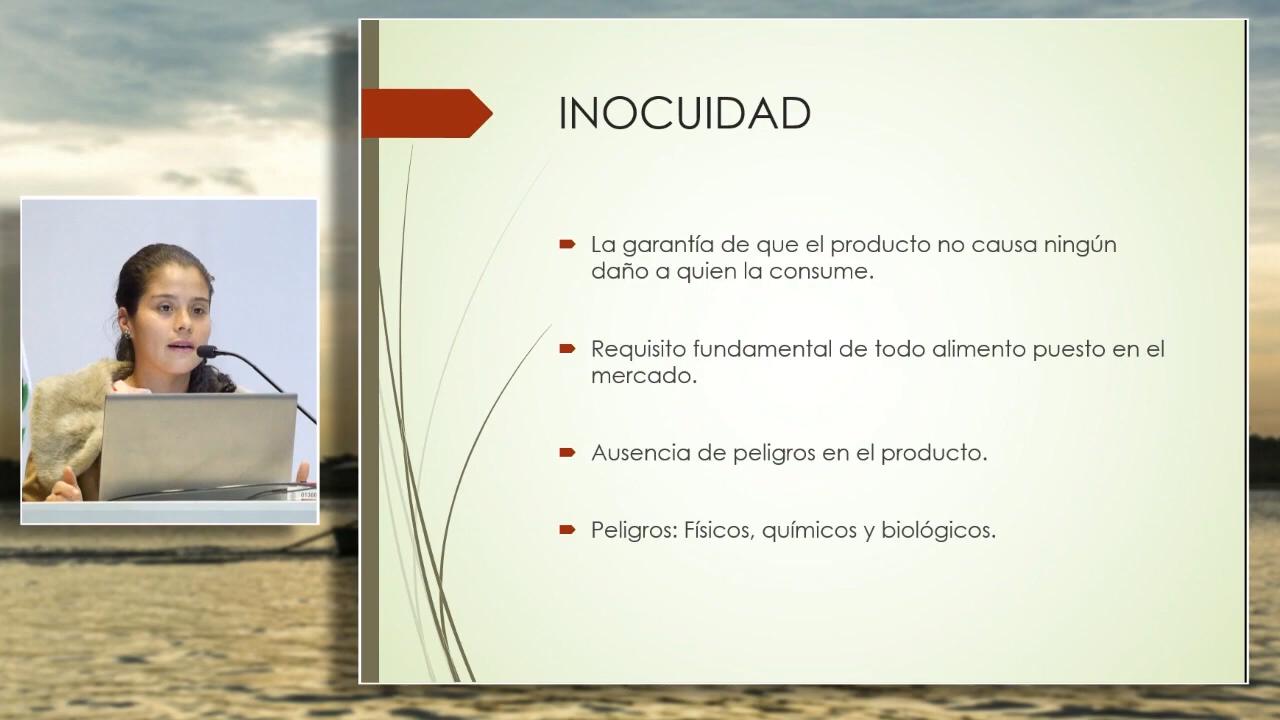 INOCUIDAD
La garantía de que el producto no causa ningún
daño a quien la consume.
Requisito fundamental de todo alimento puesto en el
mercado.
Ausencia de peligros en el producto.
Peligros: Físicos, químicos y biológicos.